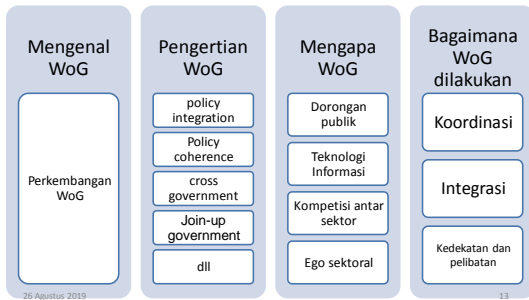 Mengenal
WoG
Perkembangan
WoG
Pengertian
WoG
policy
integration
Policy
coherence
cross
government
Join-up
government
dll
Mengapa
WoG
Dorongan
publik
Teknologi
Informasi
Kompetisi antar
sektor
Ego sektoral
Bagaimana
WoG
dilakukan
Koordinasi
Integrasi
Kedekatan dan
pelibatan
26 Agustus 2019
13